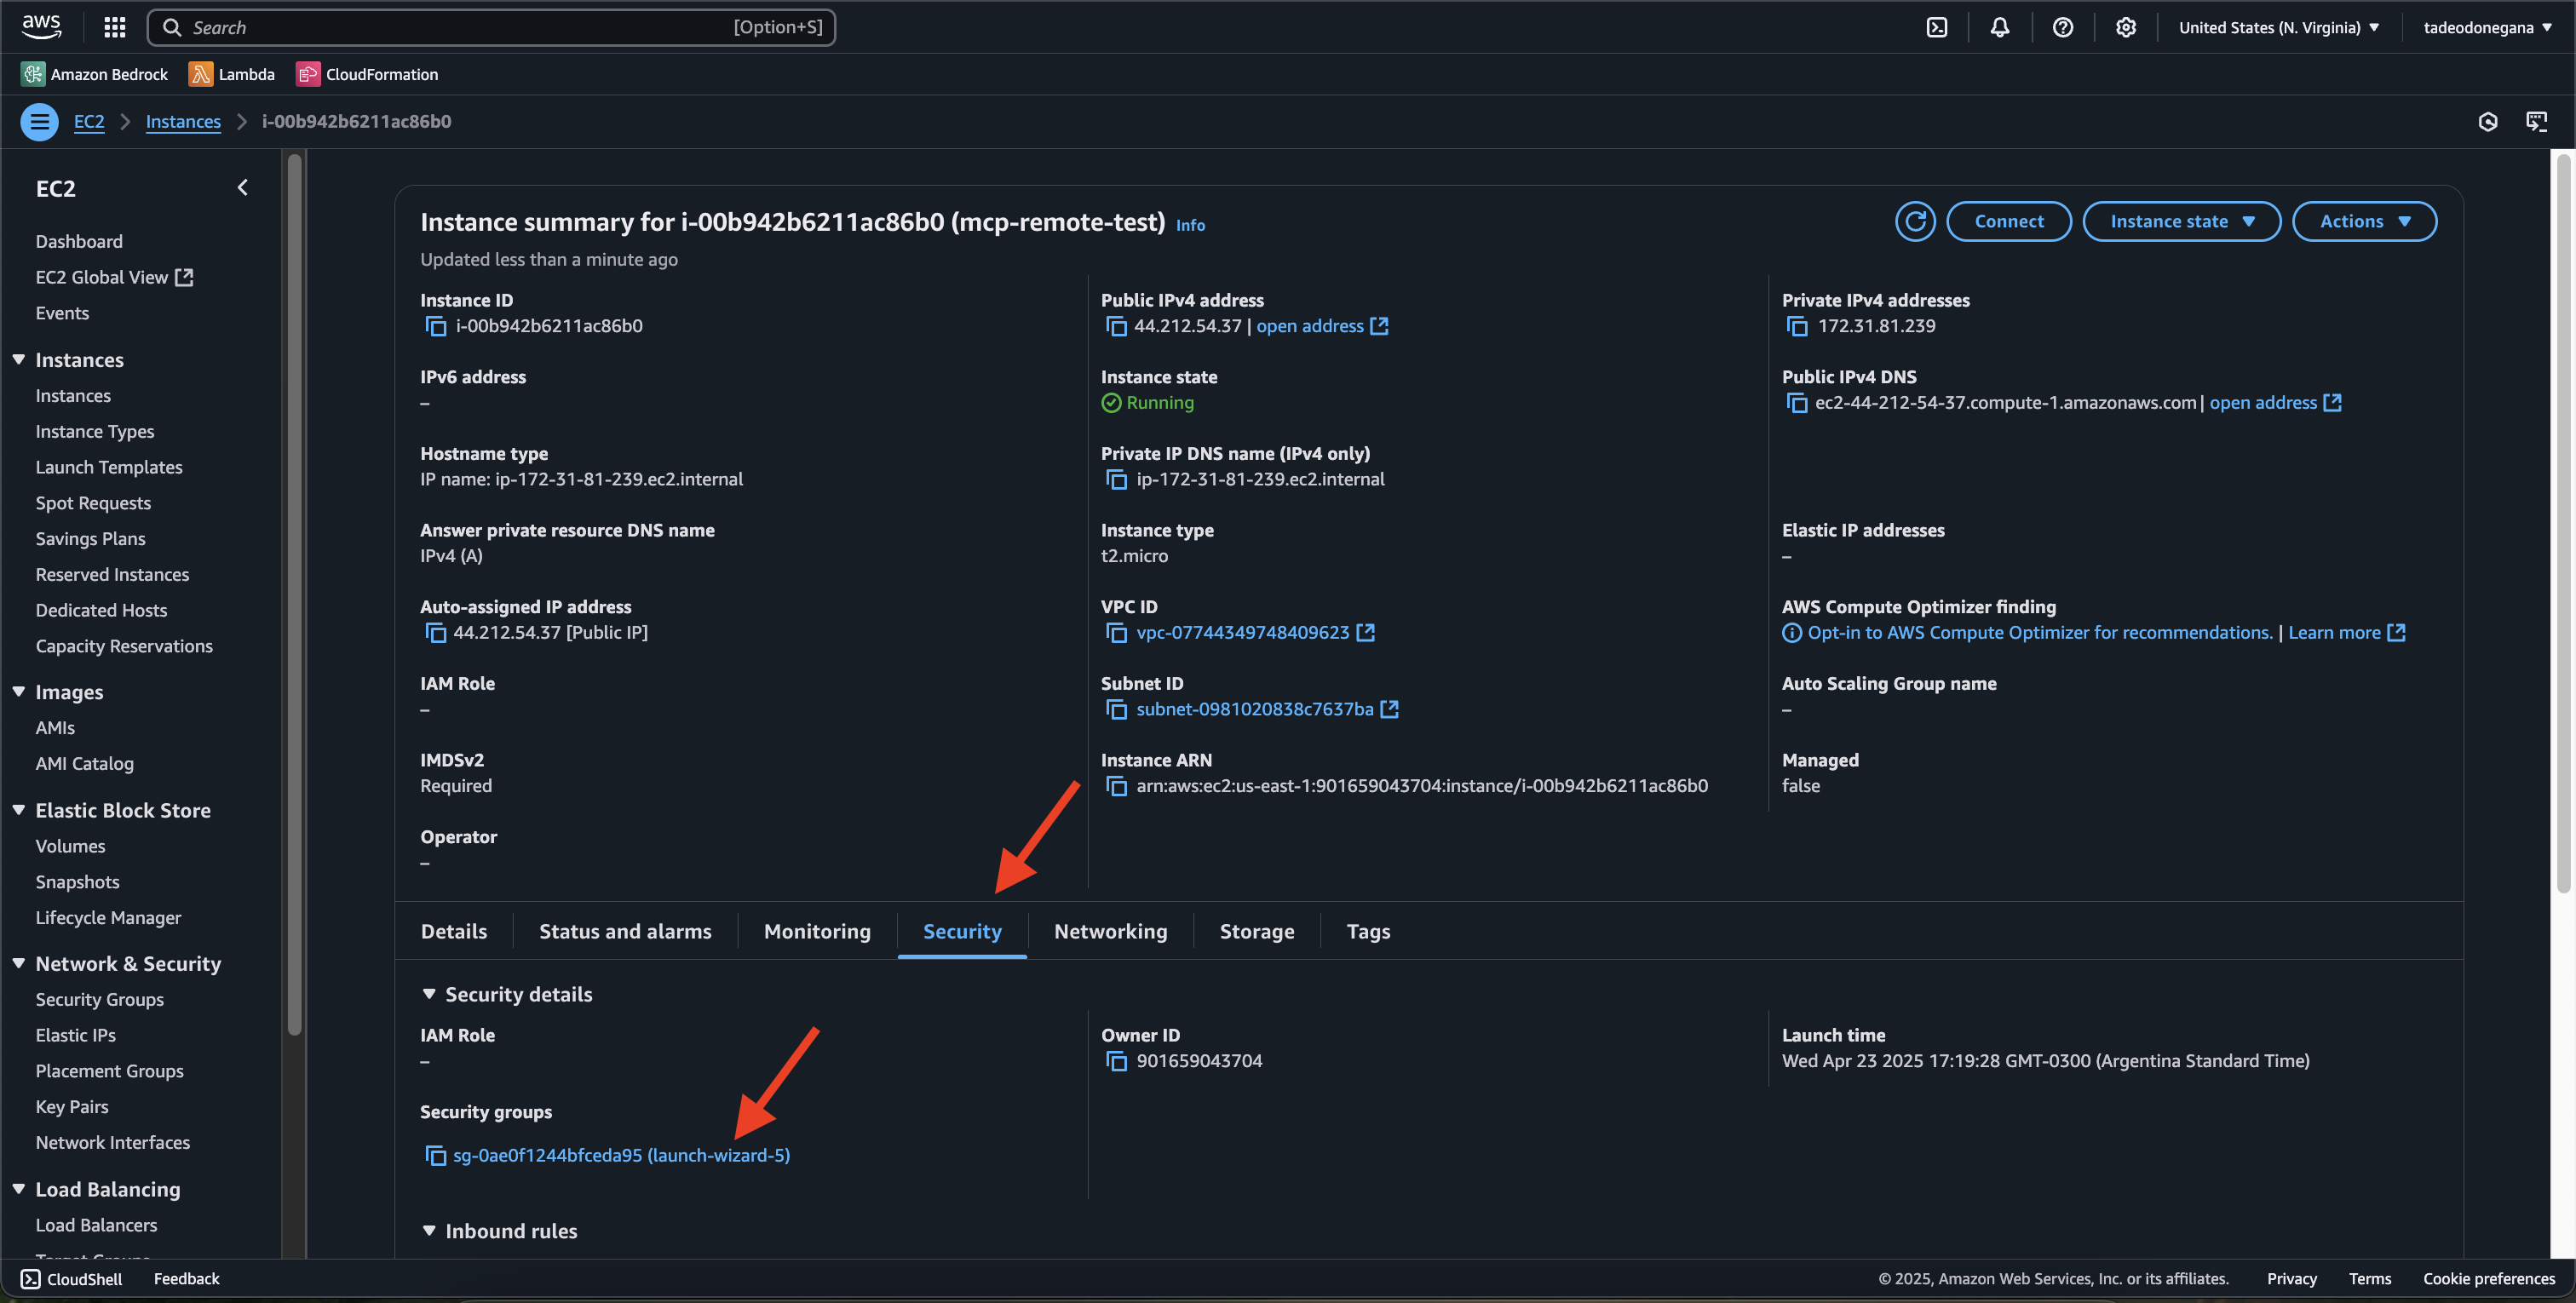 aws
Search [Option+S]
United States (N. Virginia)
tadeodonegana
Amazon Bedrock
Lambda
CloudFormation
EC2
Instances
i-00b942b6211ac86b0
EC2
Dashboard
EC2 Global View
Events
Instances
Instances
Instance Types
Launch Templates
Spot Requests
Savings Plans
Reserved Instances
Dedicated Hosts
Capacity Reservations
Images
AMIs
AMI Catalog
Elastic Block Store
Volumes
Snapshots
Lifecycle Manager
Network & Security
Security Groups
Elastic IPs
Placement Groups
Key Pairs
Network Interfaces
Load Balancing
Load Balancers
Target Groups
Instance summary for i-00b942b6211ac86b0 (mcp-remote-test) Info
Updated less than a minute ago
Connect
Instance state
Actions
Instance ID
i-00b942b6211ac86b0
Public IPv4 address
44.212.54.37 | open address
Private IPv4 addresses
172.31.81.239
IPv6 address
–
Instance state
Running
Public IPv4 DNS
ec2-44-212-54-37.compute-1.amazonaws.com | open address
Hostname type
IP name: ip-172-31-81-239.ec2.internal
Private IP DNS name (IPv4 only)
ip-172-31-81-239.ec2.internal
Answer private resource DNS name
IPv4 (A)
Instance type
t2.micro
Elastic IP addresses
–
Auto-assigned IP address
44.212.54.37 [Public IP]
VPC ID
vpc-07744349748409623
AWS Compute Optimizer finding
Opt-in to AWS Compute Optimizer for recommendations. | Learn more
IAM Role
–
Subnet ID
subnet-0981020838c7637ba
Auto Scaling Group name
–
IMDSv2
Required
Instance ARN
arn:aws:ec2:us-east-1:901659043704:instance/i-00b942b6211ac86b0
Managed
false
Operator
–
Details
Status and alarms
Monitoring
Security
Networking
Storage
Tags
Security details
IAM Role
–
Owner ID
901659043704
Launch time
Wed Apr 23 2025 17:19:28 GMT-0300 (Argentina Standard Time)
Security groups
sg-0ae0f1244bfceda95 (launch-wizard-5)
Inbound rules
CloudShell
Feedback
© 2025, Amazon Web Services, Inc. or its affiliates.
Privacy
Terms
Cookie preferences